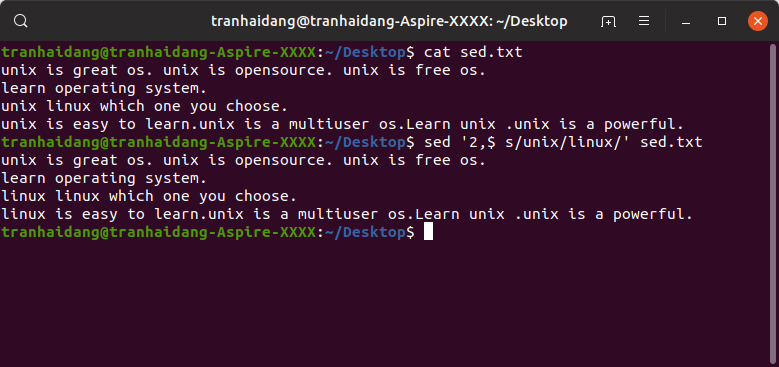 tranhaidang@tranhaidang-Aspire-XXXX: ~/Desktop
tranhaidang@tranhaidang-Aspire-XXXX:~/Desktop$ cat sed.txt
unix is great os. unix is opensource. unix is free os.
learn operating system.
unix linux which one you choose.
unix is easy to learn.unix is a multiuser os.Learn unix .unix is a powerful.
tranhaidang@tranhaidang-Aspire-XXXX:~/Desktop$ sed '2,$ s/unix/linux/' sed.txt
unix is great os. unix is opensource. unix is free os.
learn operating system.
linux linux which one you choose.
linux is easy to learn.unix is a multiuser os.Learn unix .unix is a powerful.
tranhaidang@tranhaidang-Aspire-XXXX:~/Desktop$